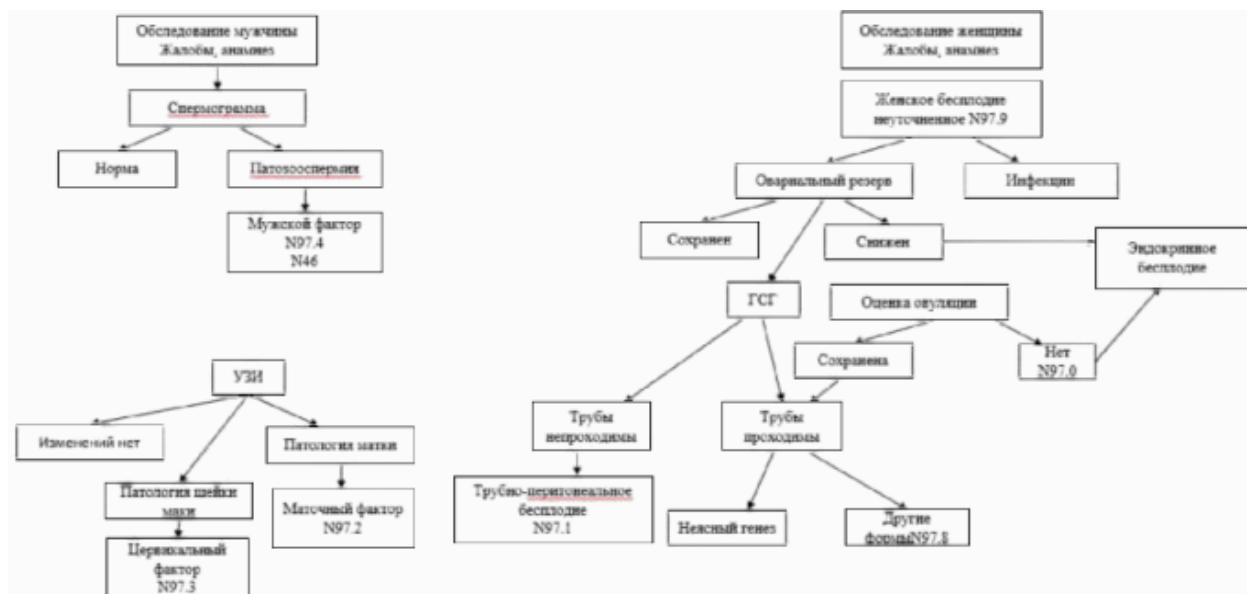 Обследование мужчины
Жалобы, анамнез
Спермограмма
Норма
Патозооспермия
Мужской фактор
N97.4
N46
УЗИ
Изменений нет
Патология матки
Патология шейки
маки
Маточный фактор
N97.2
Цервикальный
фактор
N97.3
Обследование женщины
Жалобы, анамнез
Женское бесплодие
неуточненное N97.9
Овариальный резерв
Инфекции
Сохранен
Снижен
Эндокринное
бесплодие
ГСГ
Оценка овуляции
Сохранена
Нет
N97.0
Трубы
непроходимы
Трубы
проходимы
Трубно-перитонеальное
бесплодие
N97.1
Неясный генез
Другие
формыN97.8